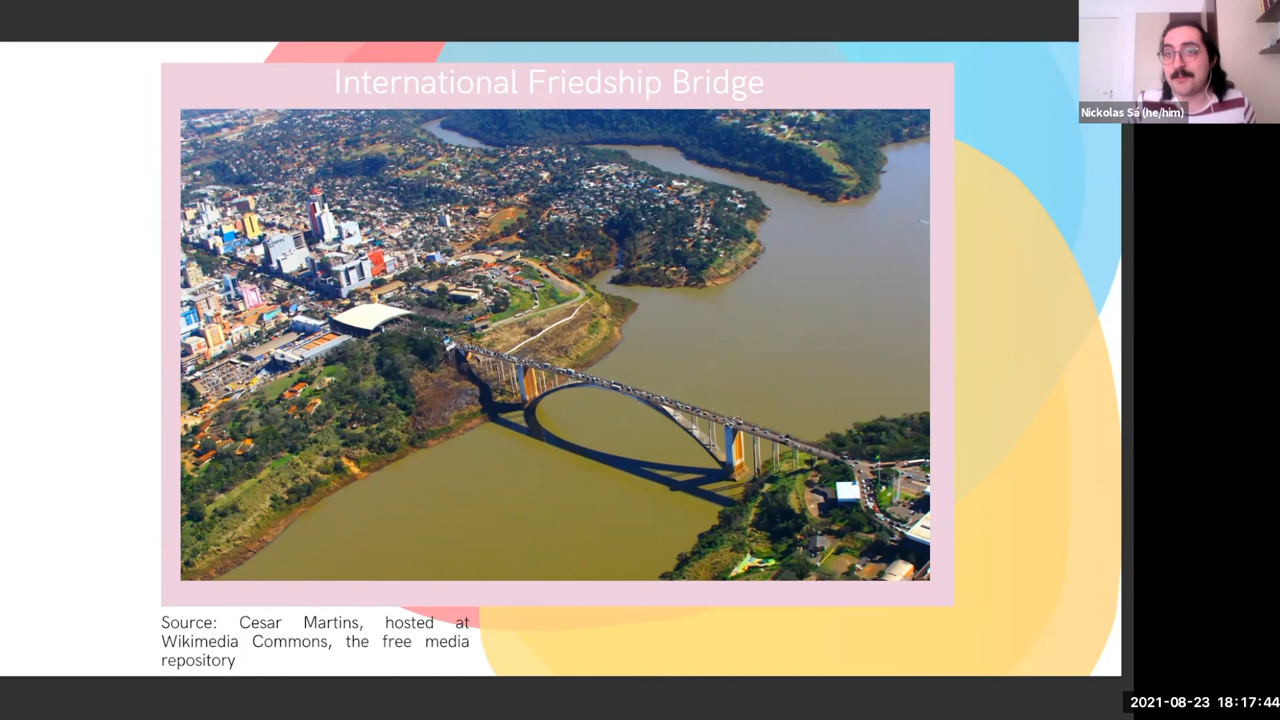 International Friedship Bridge
Nickolas Sá (he/him)
Source: Cesar Martins, hosted at
Wikimedia Commons, the free media
repository
2021-08-23 18:17:44